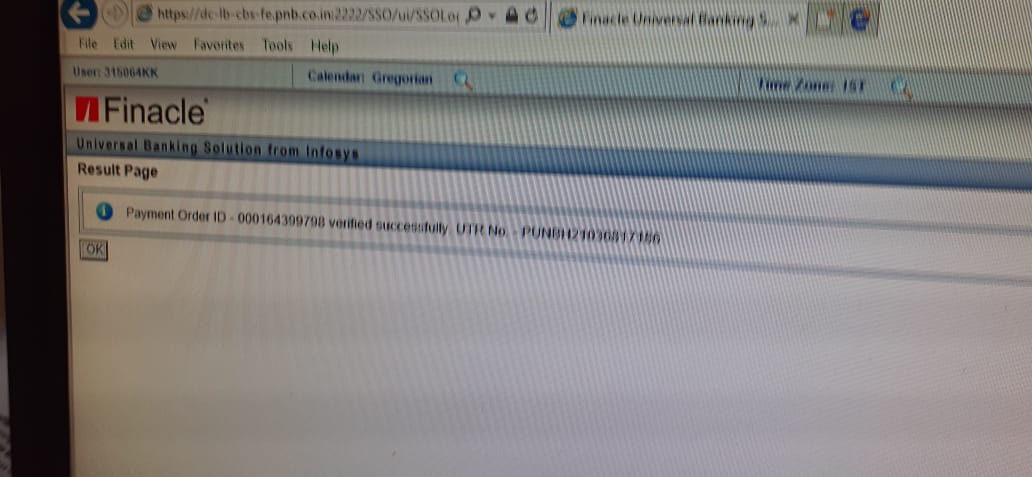 https://dc-lb-cbs-fe.pnb.co.in:2222/SSO/ui/SSOLo
Finacle Universal Banking S...
File Edit View Favorites Tools Help
User: 315064KK Calendar: Gregorian Time Zone: IST
Finacle
Universal Banking Solution from Infosys
Result Page
Payment Order ID - 000164399798 verified successfully. UTR No. - PUNBH21036817186
OK